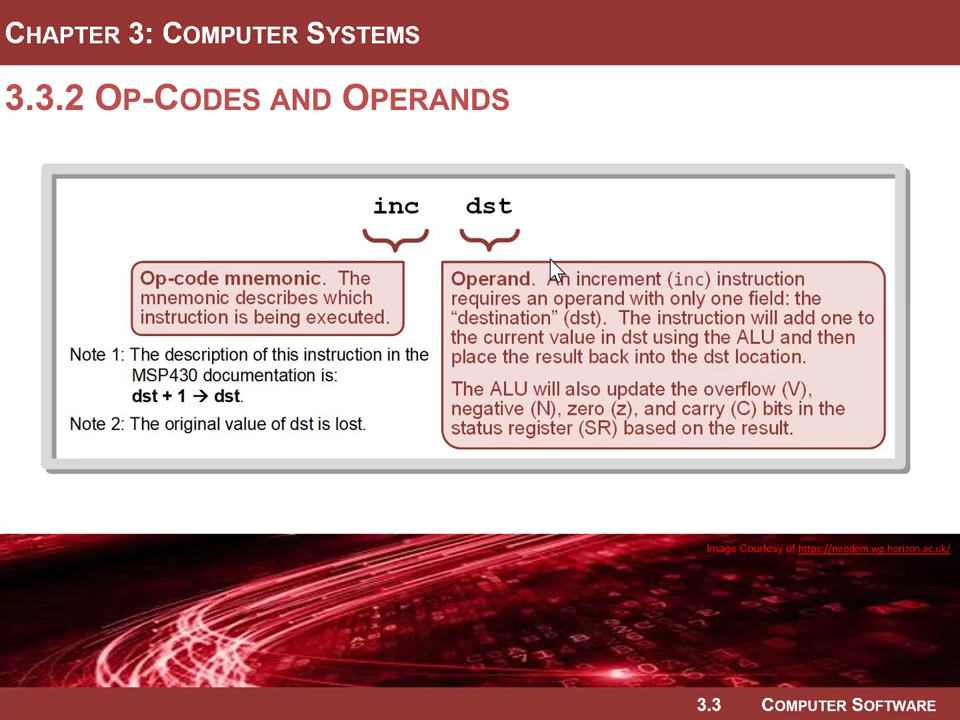 CHAPTER 3: COMPUTER SYSTEMS
3.3.2 OP-CODES AND OPERANDS
inc dst
Op-code mnemonic. The
mnemonic describes which
instruction is being executed.
Note 1: The description of this instruction in the
MSP430 documentation is:
dst + 1 → dst.
Note 2: The original value of dst is lost.
Operand. An increment (inc) instruction
requires an operand with only one field: the
“destination” (dst). The instruction will add one to
the current value in dst using the ALU and then
place the result back into the dst location.
The ALU will also update the overflow (V),
negative (N), zero (z), and carry (C) bits in the
status register (SR) based on the result.
Image Courtesy of https://neodem.wp.horizon.ac.uk/
3.3 COMPUTER SOFTWARE